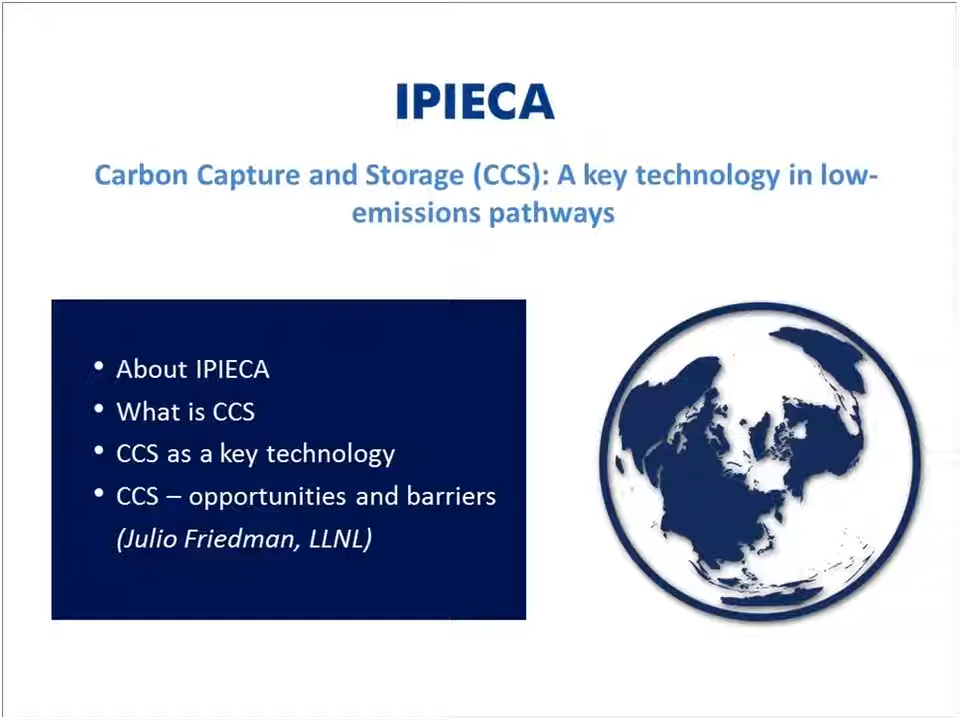 IPIECA
Carbon Capture and Storage (CCS): A key technology in low-
emissions pathways
• About IPIECA
• What is CCS
• CCS as a key technology
• CCS – opportunities and barriers
(Julio Friedman, LLNL)